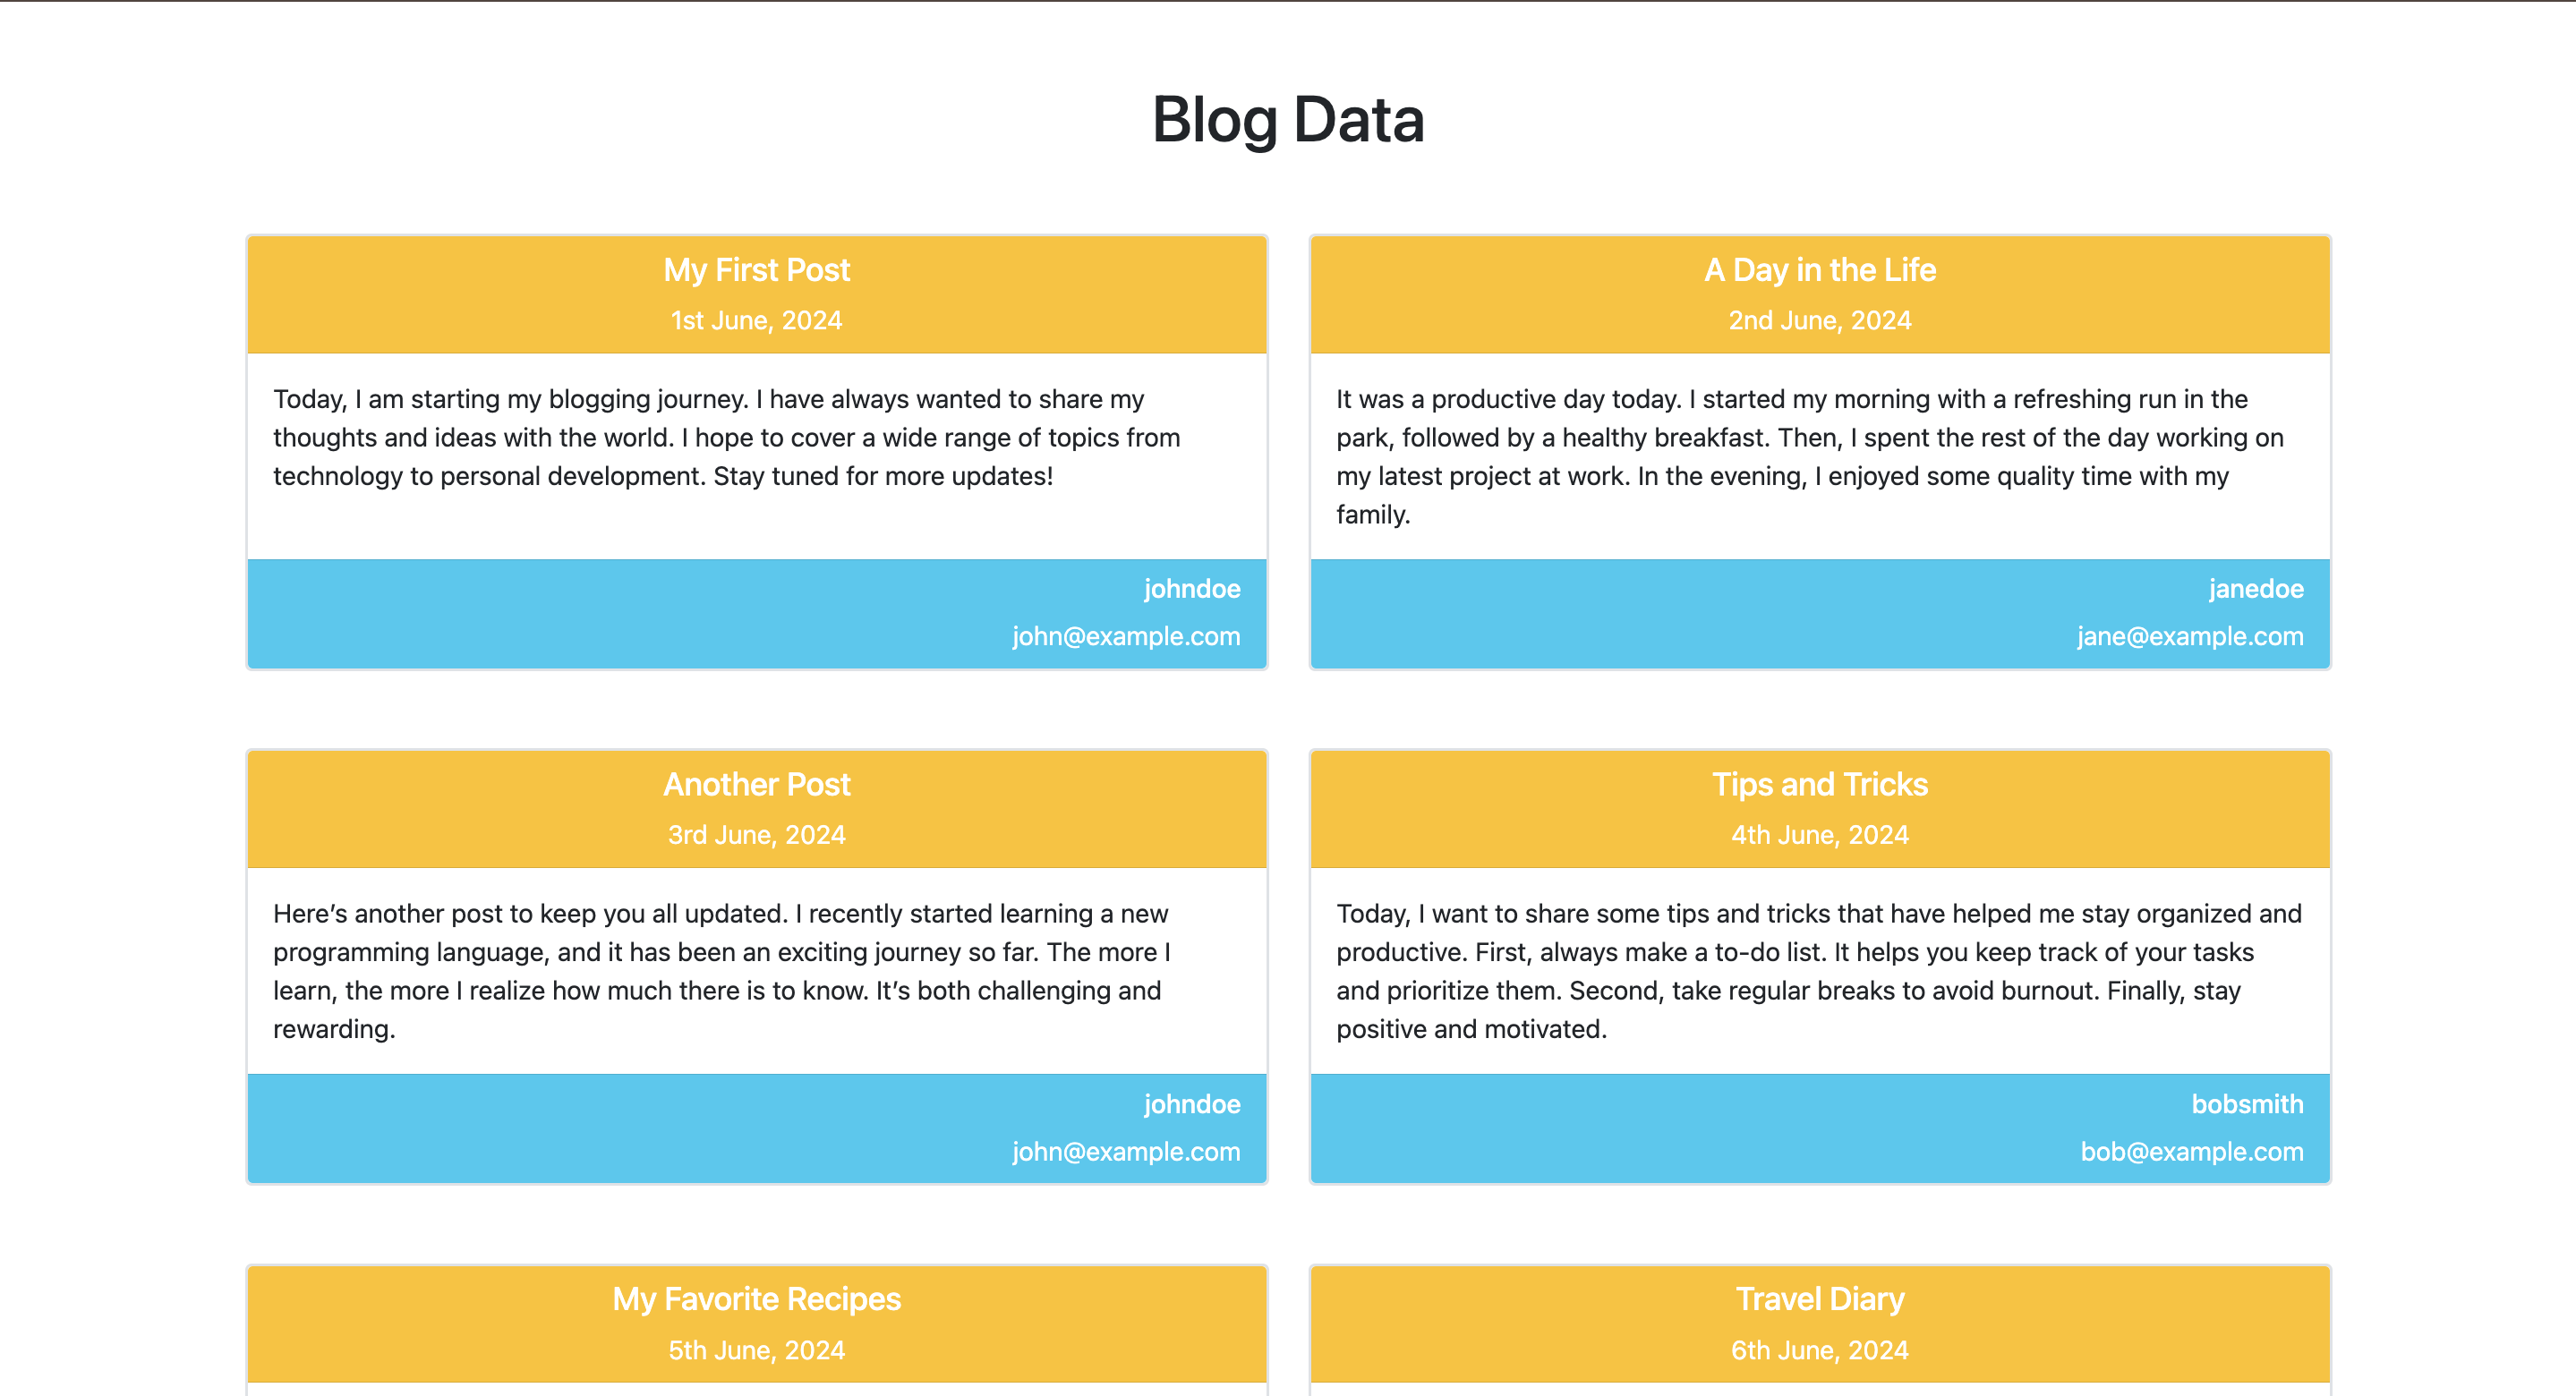 Blog Data
My First Post
1st June, 2024
Today, I am starting my blogging journey. I have always wanted to share my
thoughts and ideas with the world. I hope to cover a wide range of topics from
technology to personal development. Stay tuned for more updates!
johndoe
john@example.com
A Day in the Life
2nd June, 2024
It was a productive day today. I started my morning with a refreshing run in the
park, followed by a healthy breakfast. Then, I spent the rest of the day working on
my latest project at work. In the evening, I enjoyed some quality time with my
family.
janedoe
jane@example.com
Another Post
3rd June, 2024
Here’s another post to keep you all updated. I recently started learning a new
programming language, and it has been an exciting journey so far. The more I
learn, the more I realize how much there is to know. It’s both challenging and
rewarding.
johndoe
john@example.com
Tips and Tricks
4th June, 2024
Today, I want to share some tips and tricks that have helped me stay organized and
productive. First, always make a to-do list. It helps you keep track of your tasks
and prioritize them. Second, take regular breaks to avoid burnout. Finally, stay
positive and motivated.
bobsmith
bob@example.com
My Favorite Recipes
5th June, 2024
Travel Diary
6th June, 2024